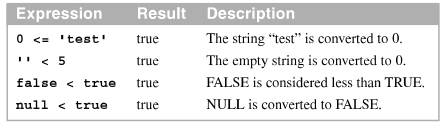 Expression Result Description
0 <= 'test' true The string “test” is converted to 0.
'' < 5 true The empty string is converted to 0.
false < true true FALSE is considered less than TRUE.
null < true true NULL is converted to FALSE.